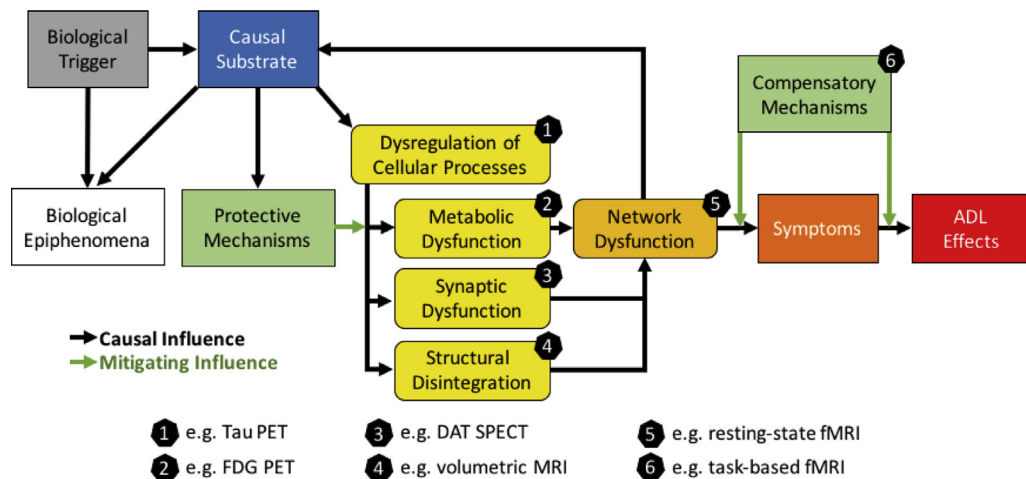 Biological
Trigger
Causal
Substrate
6
Compensatory
Mechanisms
1
Dysregulation of
Cellular Processes
Biological
Epiphenomena
Protective
Mechanisms
2
Metabolic
Dysfunction
5
Network
Dysfunction
Symptoms
ADL
Effects
3
Synaptic
Dysfunction
4
Structural
Disintegration
Causal Influence
Mitigating Influence
1 e.g. Tau PET
2 e.g. FDG PET
3 e.g. DAT SPECT
4 e.g. volumetric MRI
5 e.g. resting-state fMRI
6 e.g. task-based fMRI